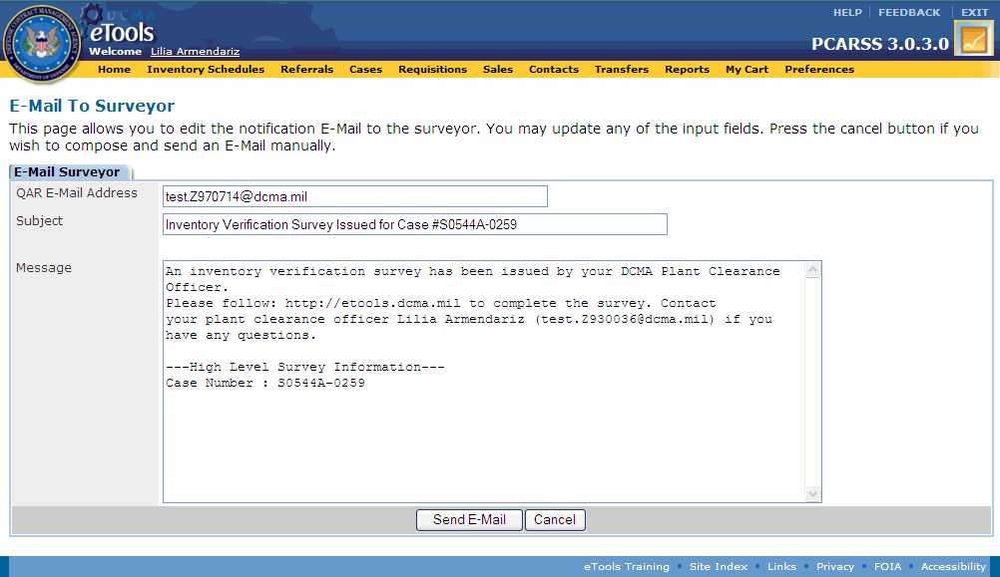 HELP FEEDBACK EXIT
DCMA
eTools
Welcome Lilia Armendariz
PCARSS 3.0.3.0
Home Inventory Schedules Referrals Cases Requisitions Sales Contacts Transfers Reports My Cart Preferences
E-Mail To Surveyor
This page allows you to edit the notification E-Mail to the surveyor. You may update any of the input fields. Press the cancel button if you
wish to compose and send an E-Mail manually.
E-Mail Surveyor
QAR E-Mail Address test.Z970714@dcma.mil
Subject Inventory Verification Survey Issued for Case #S0544A-0259
Message
An inventory verification survey has been issued by your DCMA Plant Clearance
Officer.
Please follow: http://etools.dcma.mil to complete the survey. Contact
your plant clearance officer Lilia Armendariz (test.Z930036@dcma.mil) if you
have any questions.
---High Level Survey Information---
Case Number : S0544A-0259
Send E-Mail Cancel
eTools Training Site Index Links Privacy FOIA Accessibility